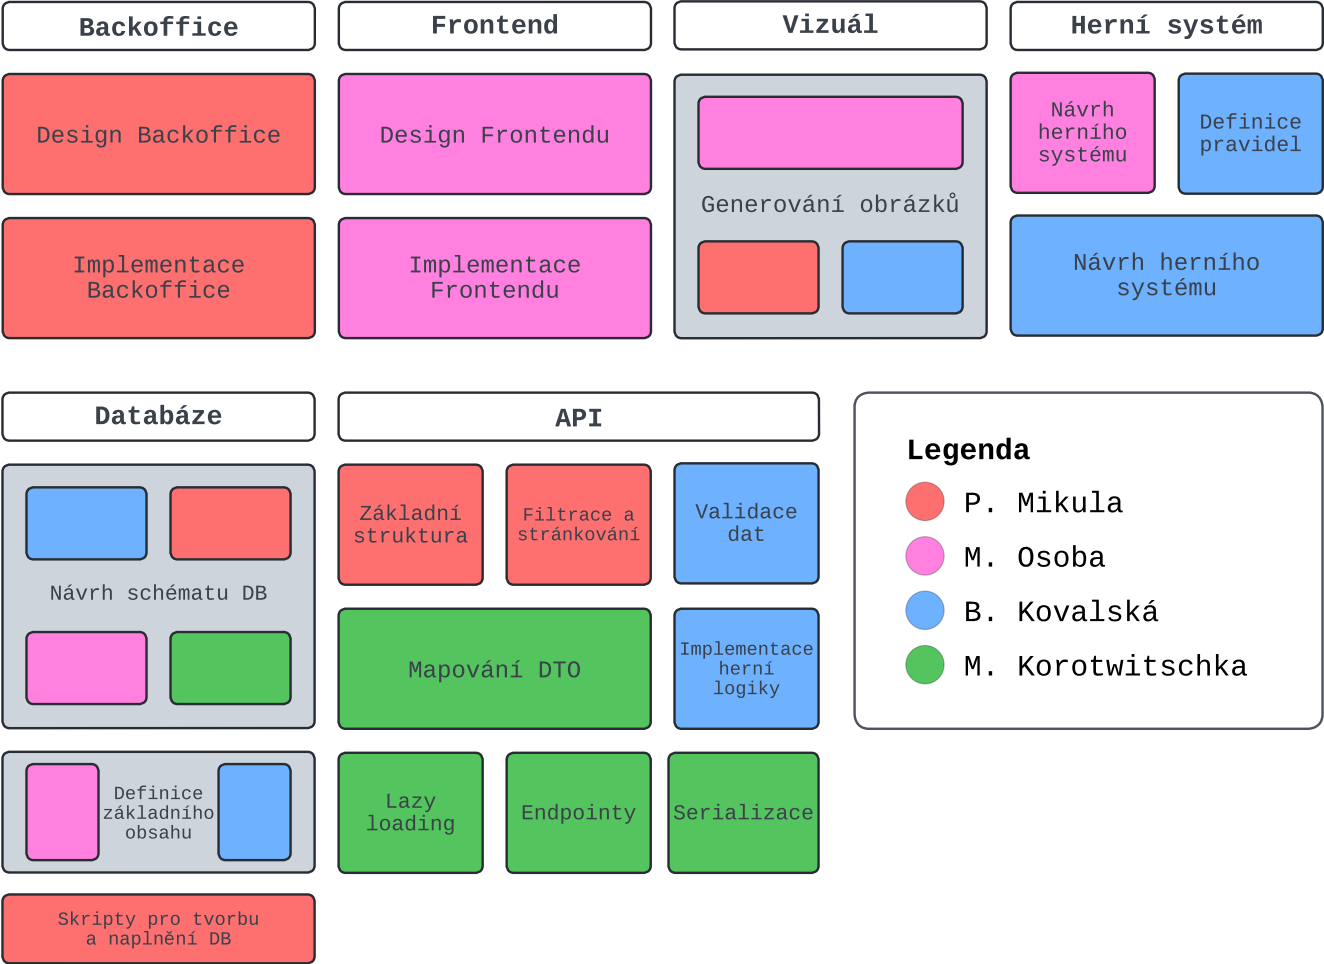 Backoffice
Frontend
Vizuál
Herní systém
Design Backoffice
Implementace
Backoffice
Design Frontendu
Implementace
Frontendu
Generování obrázků
Návrh
herního
systému
Definice
pravidel
Návrh herního
systému
Databáze
API
Návrh schématu DB
Definice
základního
obsahu
Skripty pro tvorbu
a naplnění DB
Základní
struktura
Filtrace a
stránkování
Validace
dat
Mapování DTO
Implementace
herní
logiky
Lazy
loading
Endpointy
Serializace
Legenda
P. Mikula
M. Osoba
B. Kovalská
M. Korotwitschka